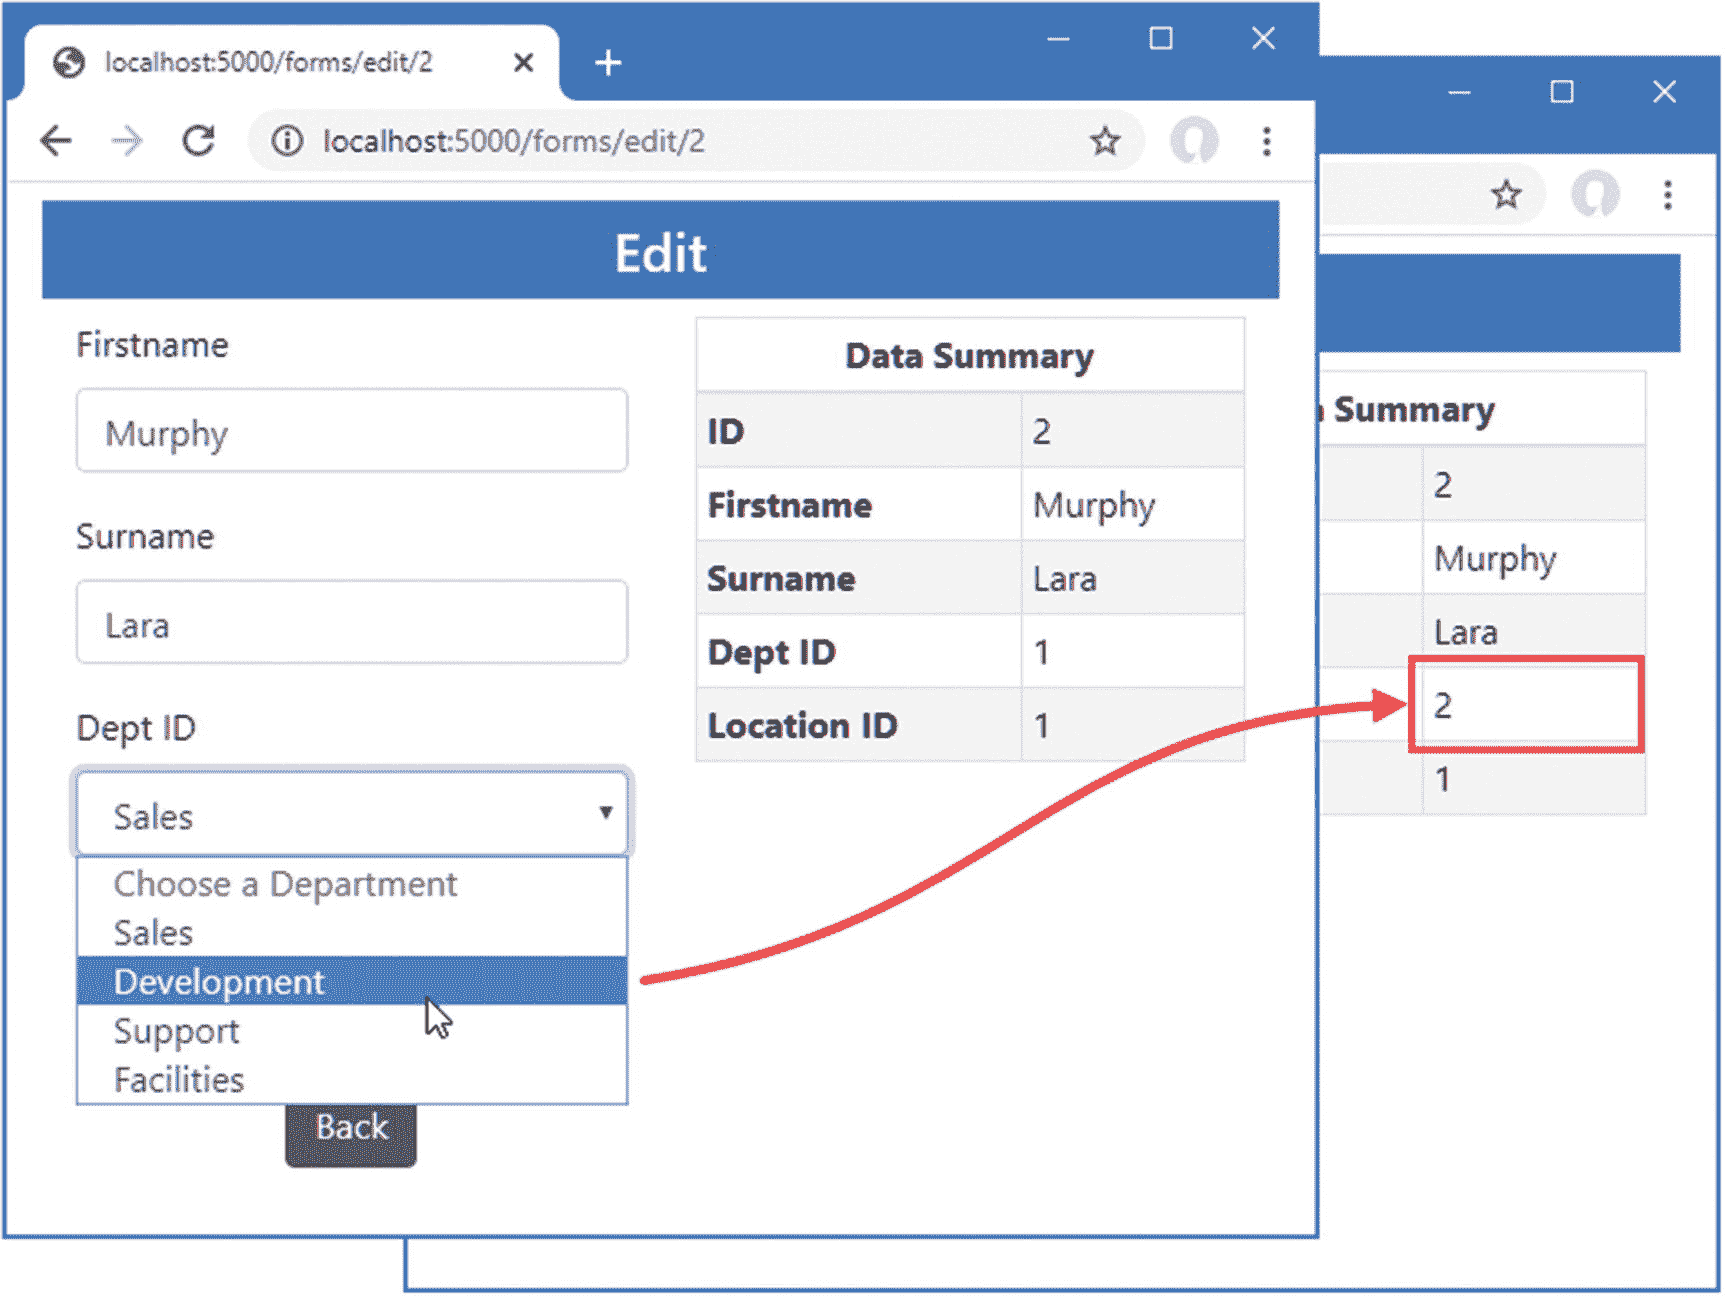 localhost:5000/forms/edit/2
localhost:5000/forms/edit/2
Edit
Firstname
Murphy
Surname
Lara
Dept ID
Sales
Choose a Department
Sales
Development
Support
Facilities
Back
Data Summary
ID 2
Firstname Murphy
Surname Lara
Dept ID 1
Location ID 1
Summary
2
Murphy
Lara
2
1